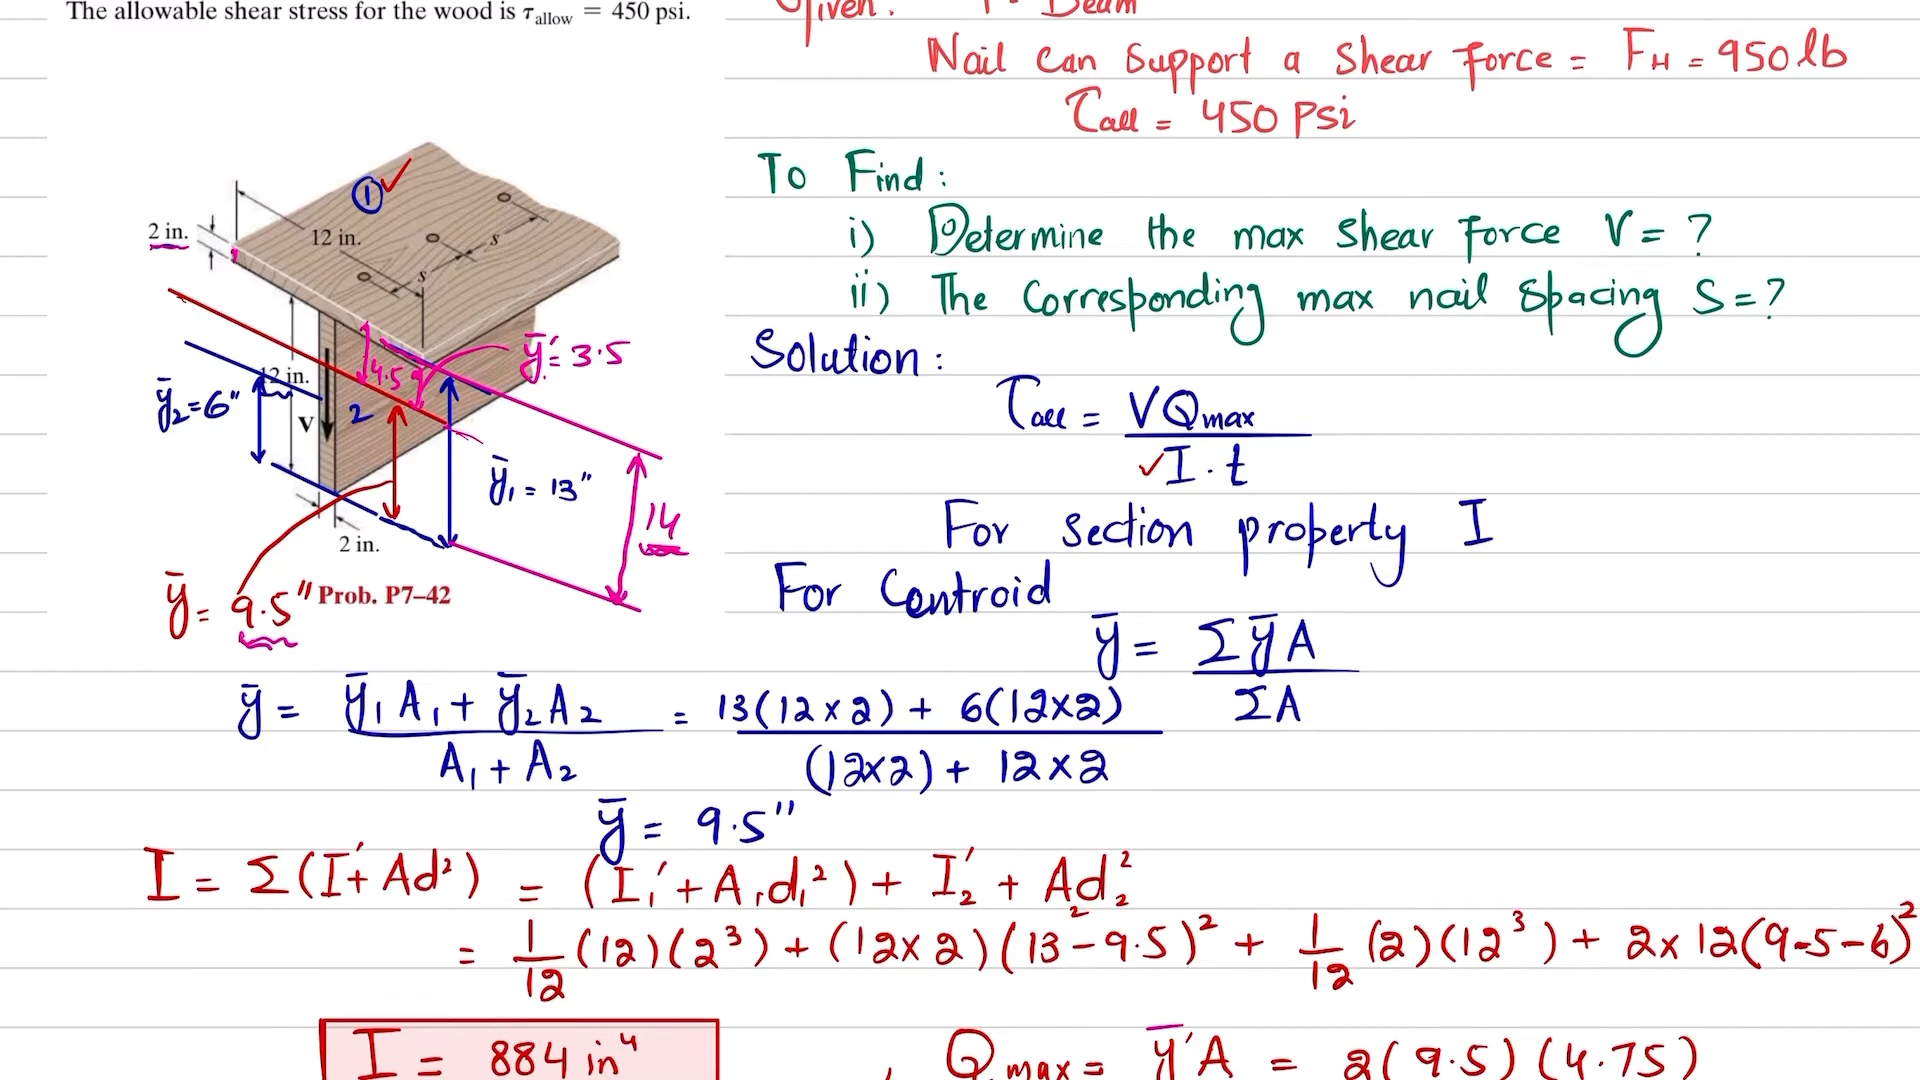 The allowable shear stress for the wood is τallow = 450 psi.
Given: T- Beam
Nail can support a shear force = FH = 950 lb
τall = 450 PSi
To Find:
i) Determine the max shear force V = ?
ii) The Corresponding max nail spacing S = ?
Solution:
τall = VQmax / I·t
For section property I
For Centroid
ȳ = ΣȳA / ΣA
①
2 in.
12 in.
s
s
ȳ' = 3.5
4.5
12 in.
ȳ2 = 6"
2
V
ȳ1 = 13"
14
2 in.
ȳ = 9.5"
Prob. P7–42
ȳ = ȳ1A1 + ȳ2A2 / A1 + A2 = 13(12×2) + 6(12×2) / (12×2) + 12×2
ȳ = 9.5"
I = Σ(I' + Ad²) = (I1' + A1d1²) + I2' + Ad2²
= 1/12 (12)(2³) + (12×2)(13-9.5)² + 1/12 (2)(12³) + 2×12(9.5-6)²
I = 884 in⁴
Qmax = ȳ'A = 2(9.5)(4.75)